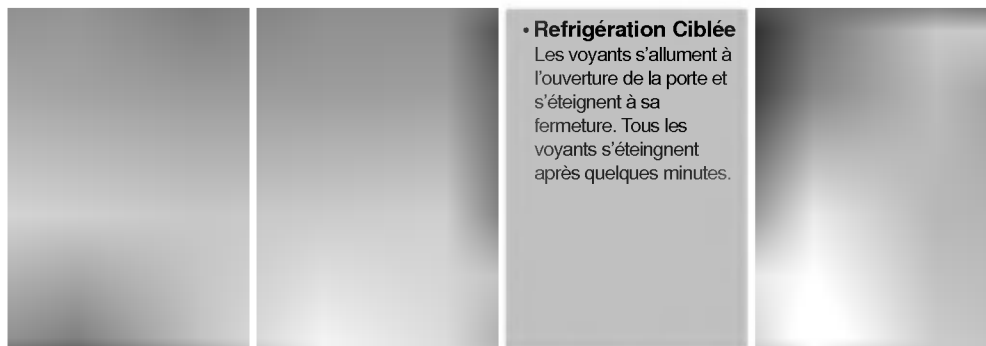 • Refrigération Ciblée
Les voyants s'allument à
l'ouverture de la porte et
s'éteignent à sa
fermeture. Tous les
voyants s'éteingnent
après quelques minutes.